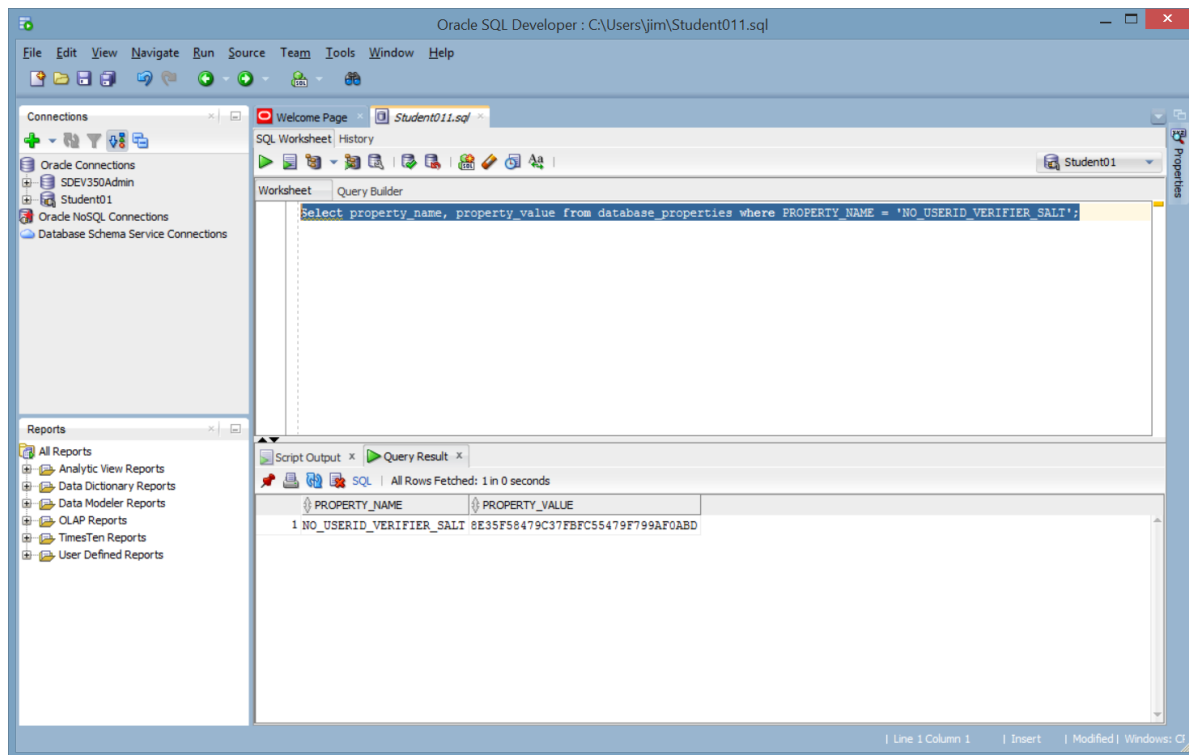 Oracle SQL Developer : C:\Users\jim\Student011.sql
File Edit View Navigate Run Source Team Tools Window Help
Connections
Oracle Connections
SDEV350Admin
Student01
Oracle NoSQL Connections
Database Schema Service Connections
Reports
All Reports
Analytic View Reports
Data Dictionary Reports
Data Modeler Reports
OLAP Reports
TimesTen Reports
User Defined Reports
Welcome Page
Student011.sql
SQL Worksheet History
Student01
Worksheet Query Builder
Select property_name, property_value from database_properties where PROPERTY_NAME = 'NO_USERID_VERIFIER_SALT';
Script Output x Query Result x
SQL | All Rows Fetched: 1 in 0 seconds
PROPERTY_NAME PROPERTY_VALUE
1 NO_USERID_VERIFIER_SALT 8E35F58479C37FBFC55479F799AF0ABD
Properties
| Line 1 Column 1 | Insert | Modified | Windows: